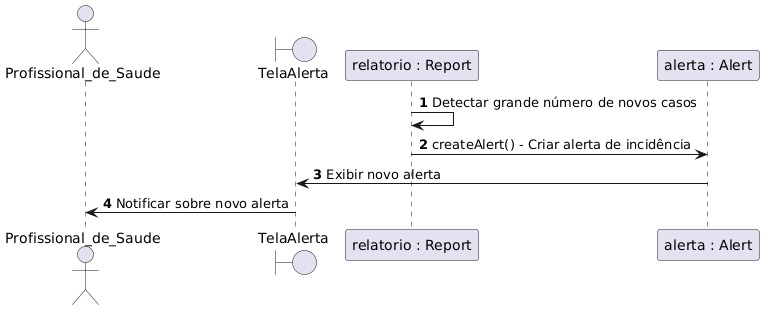 Profissional_de_Saude
TelaAlerta
relatorio : Report
alerta : Alert
1 Detectar grande número de novos casos
2 createAlert() - Criar alerta de incidência
3 Exibir novo alerta
4 Notificar sobre novo alerta
Profissional_de_Saude
TelaAlerta
relatorio : Report
alerta : Alert